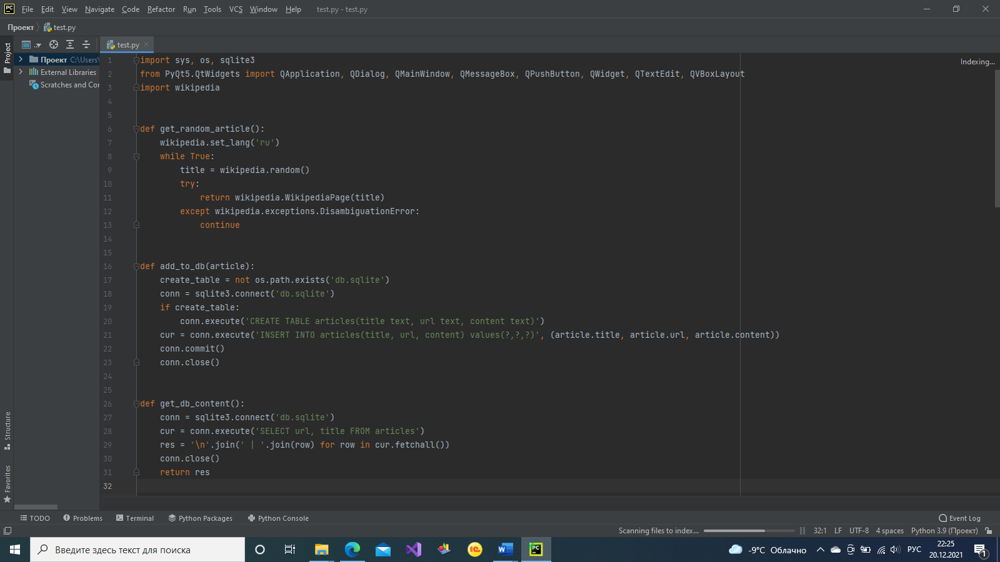 PC File Edit View Navigate Code Refactor Run Tools VCS Window Help test.py - test.py
Проект test.py
Project
.. test.py
Проект C:\Users\
External Libraries
Scratches and Cor
Indexing...
1 import sys, os, sqlite3
2 from PyQt5.QtWidgets import QApplication, QDialog, QMainWindow, QMessageBox, QPushButton, QWidget, QTextEdit, QVBoxLayout
3 import wikipedia
4
5
6 def get_random_article():
7     wikipedia.set_lang('ru')
8     while True:
9         title = wikipedia.random()
10         try:
11             return wikipedia.WikipediaPage(title)
12         except wikipedia.exceptions.DisambiguationError:
13             continue
14
15
16 def add_to_db(article):
17     create_table = not os.path.exists('db.sqlite')
18     conn = sqlite3.connect('db.sqlite')
19     if create_table:
20         conn.execute('CREATE TABLE articles(title text, url text, content text)')
21     cur = conn.execute('INSERT INTO articles(title, url, content) values(?,?,?)', (article.title, article.url, article.content))
22     conn.commit()
23     conn.close()
24
25
26 def get_db_content():
27     conn = sqlite3.connect('db.sqlite')
28     cur = conn.execute('SELECT url, title FROM articles')
29     res = '\n'.join(' | '.join(row) for row in cur.fetchall())
30     conn.close()
31     return res
32
Structure
Favorites
TODO Problems Terminal Python Packages Python Console Event Log
Scanning files to index... 32:1 LF UTF-8 4 spaces Python 3.9 (Проект)
Введите здесь текст для поиска 1С W PC -9°C Облачно РУС 22:25
20.12.2021 1